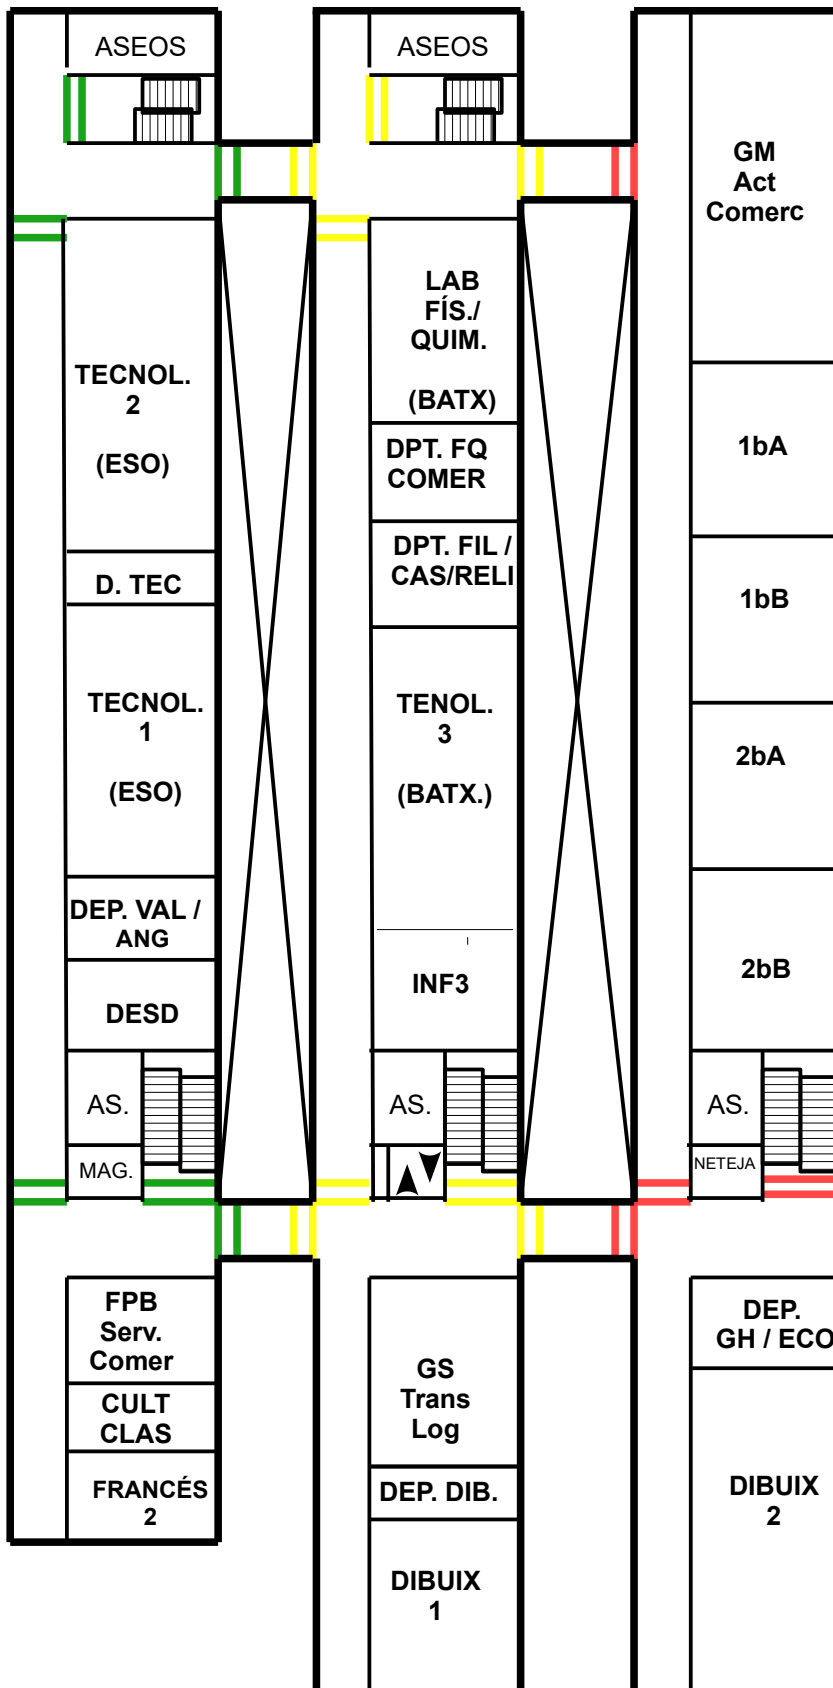 ASEOS
TECNOL.
2
(ESO)
D. TEC
TECNOL.
1
(ESO)
DEP. VAL /
ANG
DESD
AS.
MAG.
FPB
Serv.
Comer
CULT
CLAS
FRANCÉS
2
ASEOS
LAB
FÍS./
QUIM.
(BATX)
DPT. FQ
COMER
DPT. FIL /
CAS/RELI
TENOL.
3
(BATX.)
INF3
AS.
GS
Trans
Log
DEP. DIB.
DIBUIX
1
GM
Act
Comerc
1bA
1bB
2bA
2bB
AS.
NETEJA
DEP.
GH / ECO
DIBUIX
2